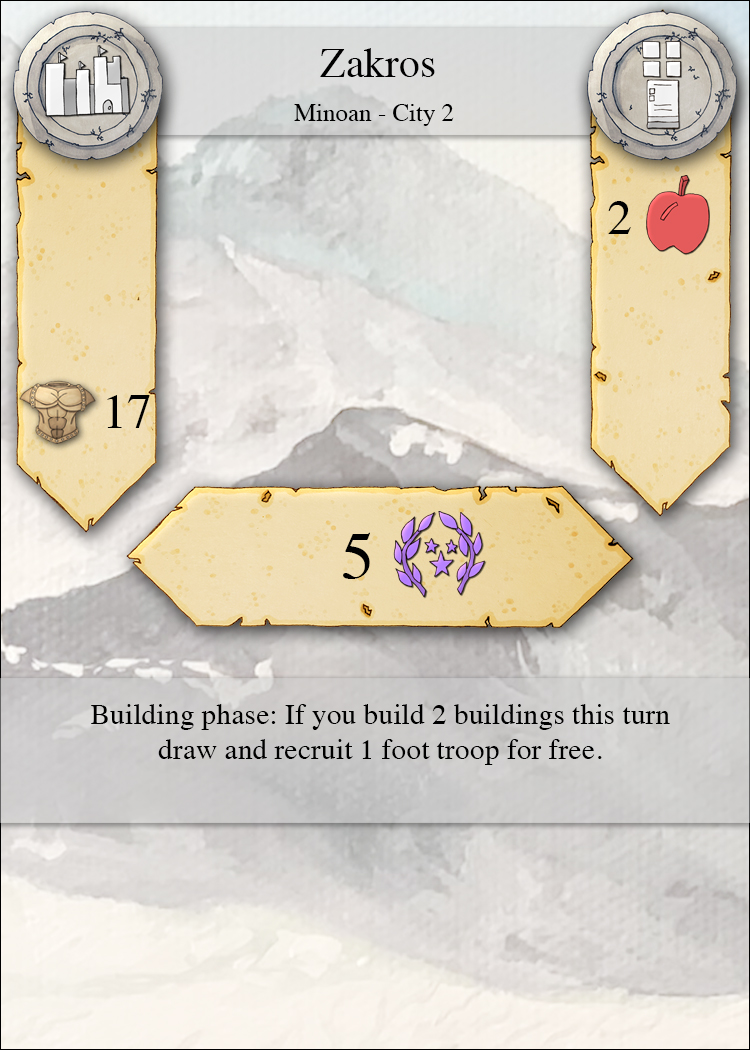 Zakros
Minoan - City 2
2
17
5
Building phase: If you build 2 buildings this turn
draw and recruit 1 foot troop for free.